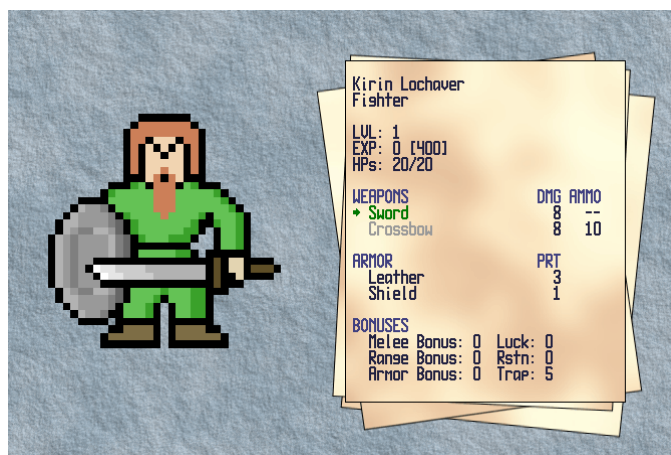 Kirin Lochaver
Fighter
LVL: 1
EXP: 0 [400]
HPs: 20/20
WEAPONS DMG AMMO
Sword 8 --
Crossbow 8 10
ARMOR PRT
Leather 3
Shield 1
BONUSES
Melee Bonus: 0 Luck: 0
Range Bonus: 0 Rstn: 0
Armor Bonus: 0 Trap: 5